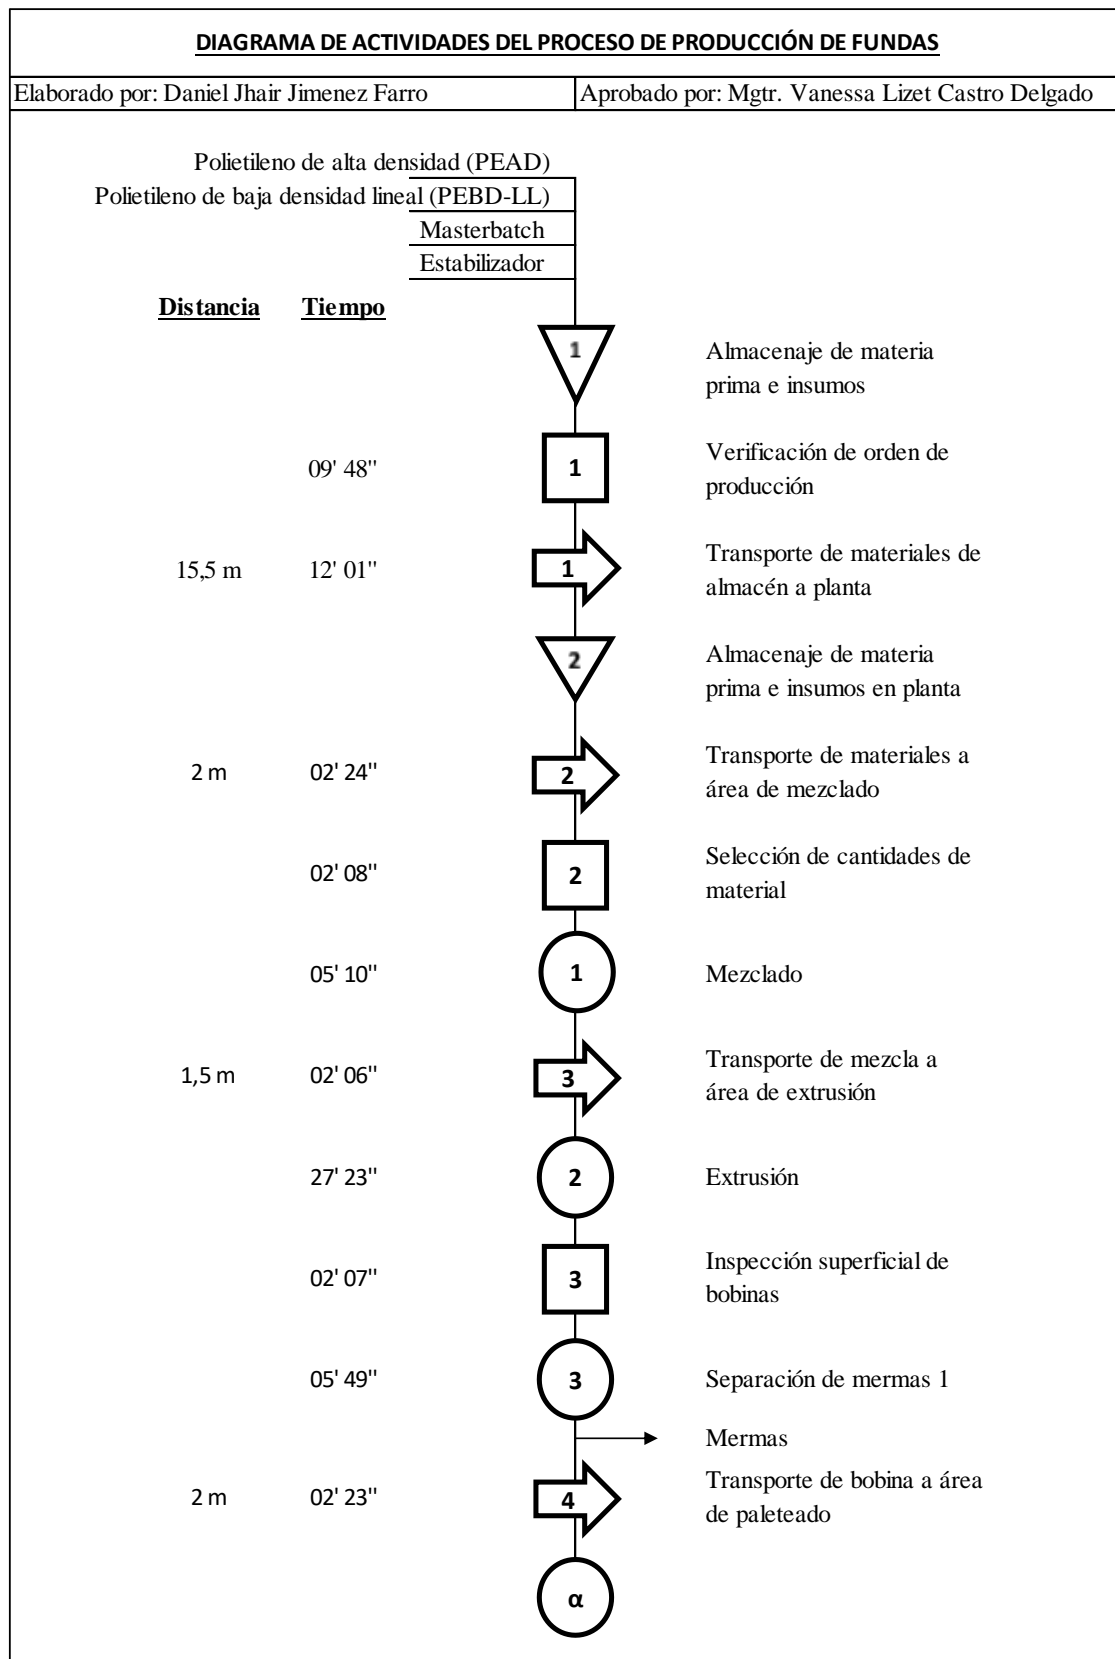 DIAGRAMA DE ACTIVIDADES DEL PROCESO DE PRODUCCIÓN DE FUNDAS
Elaborado por: Daniel Jhair Jimenez Farro
Aprobado por: Mgtr. Vanessa Lizet Castro Delgado
Polietileno de alta densidad (PEAD)
Polietileno de baja densidad lineal (PEBD-LL)
Masterbatch
Estabilizador
Distancia Tiempo
1
Almacenaje de materia
prima e insumos
09' 48''
1
Verificación de orden de
producción
15,5 m 12' 01''
1
Transporte de materiales de
almacén a planta
2
Almacenaje de materia
prima e insumos en planta
2 m 02' 24''
2
Transporte de materiales a
área de mezclado
02' 08''
2
Selección de cantidades de
material
05' 10''
1
Mezclado
1,5 m 02' 06''
3
Transporte de mezcla a
área de extrusión
27' 23''
2
Extrusión
02' 07''
3
Inspección superficial de
bobinas
05' 49''
3
Separación de mermas 1
Mermas
2 m 02' 23''
4
Transporte de bobina a área
de paleteado
α